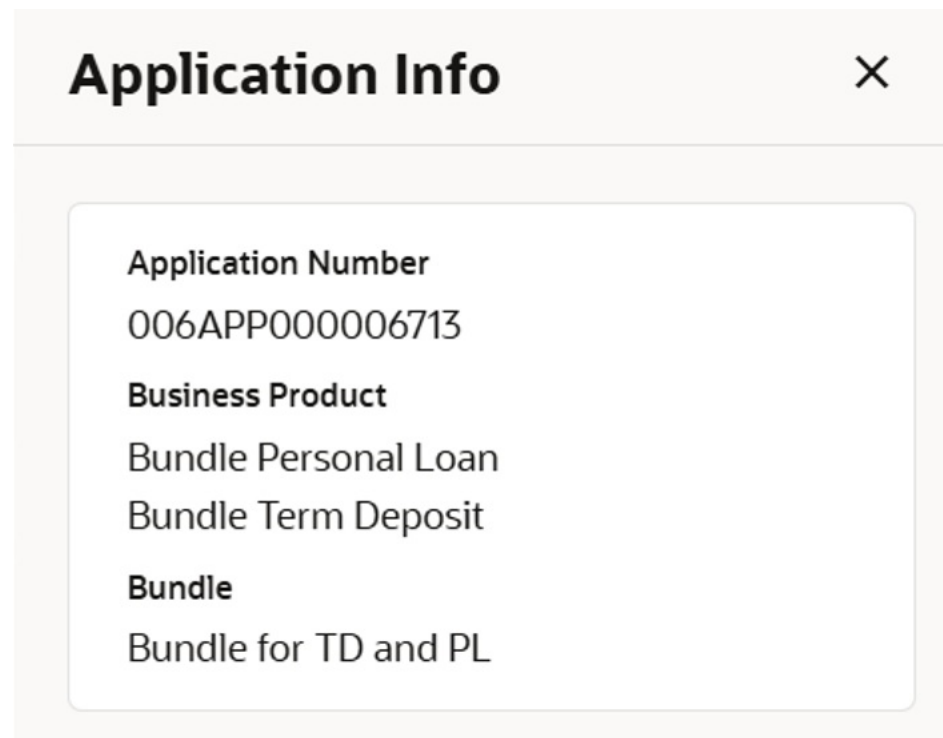 Application Info
Application Number
006APP000006713
Business Product
Bundle Personal Loan
Bundle Term Deposit
Bundle
Bundle for TD and PL